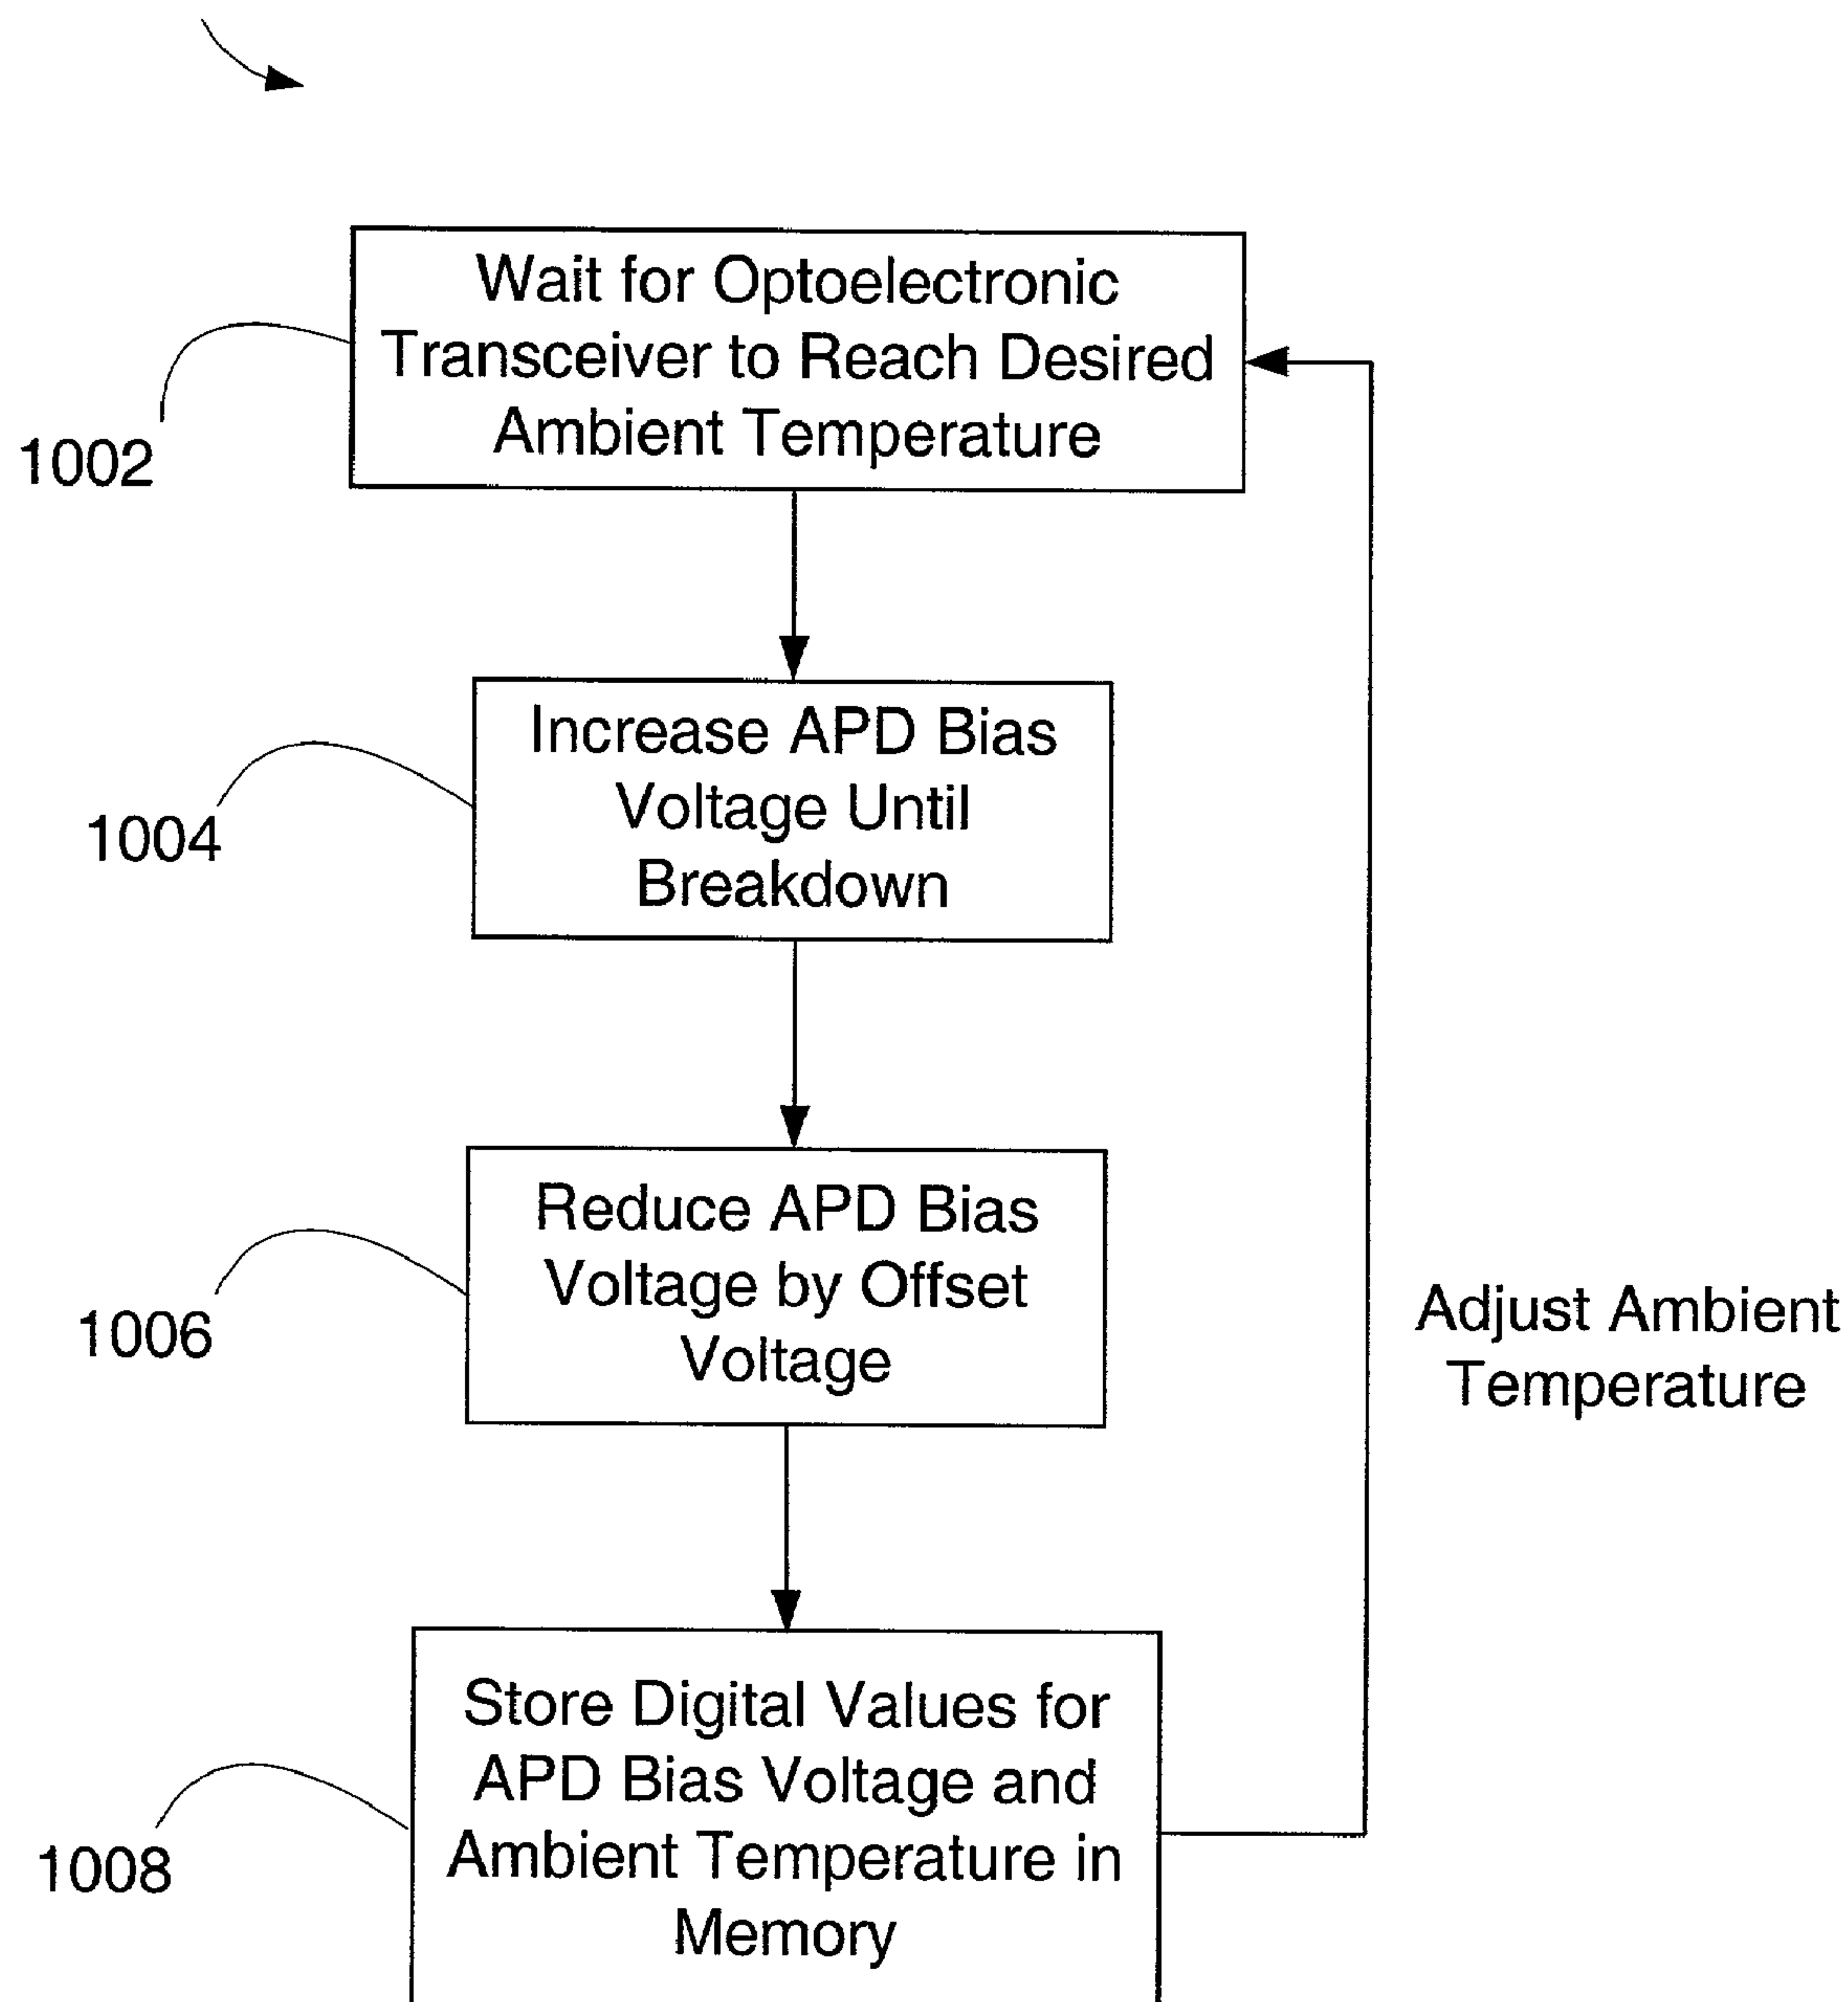 Wait for Optoelectronic
Transceiver to Reach Desired
Ambient Temperature
1002
Increase APD Bias
Voltage Until
Breakdown
1004
Reduce APD Bias
Voltage by Offset
Voltage
1006
Adjust Ambient
Temperature
Store Digital Values for
APD Bias Voltage and
Ambient Temperature in
Memory
1008